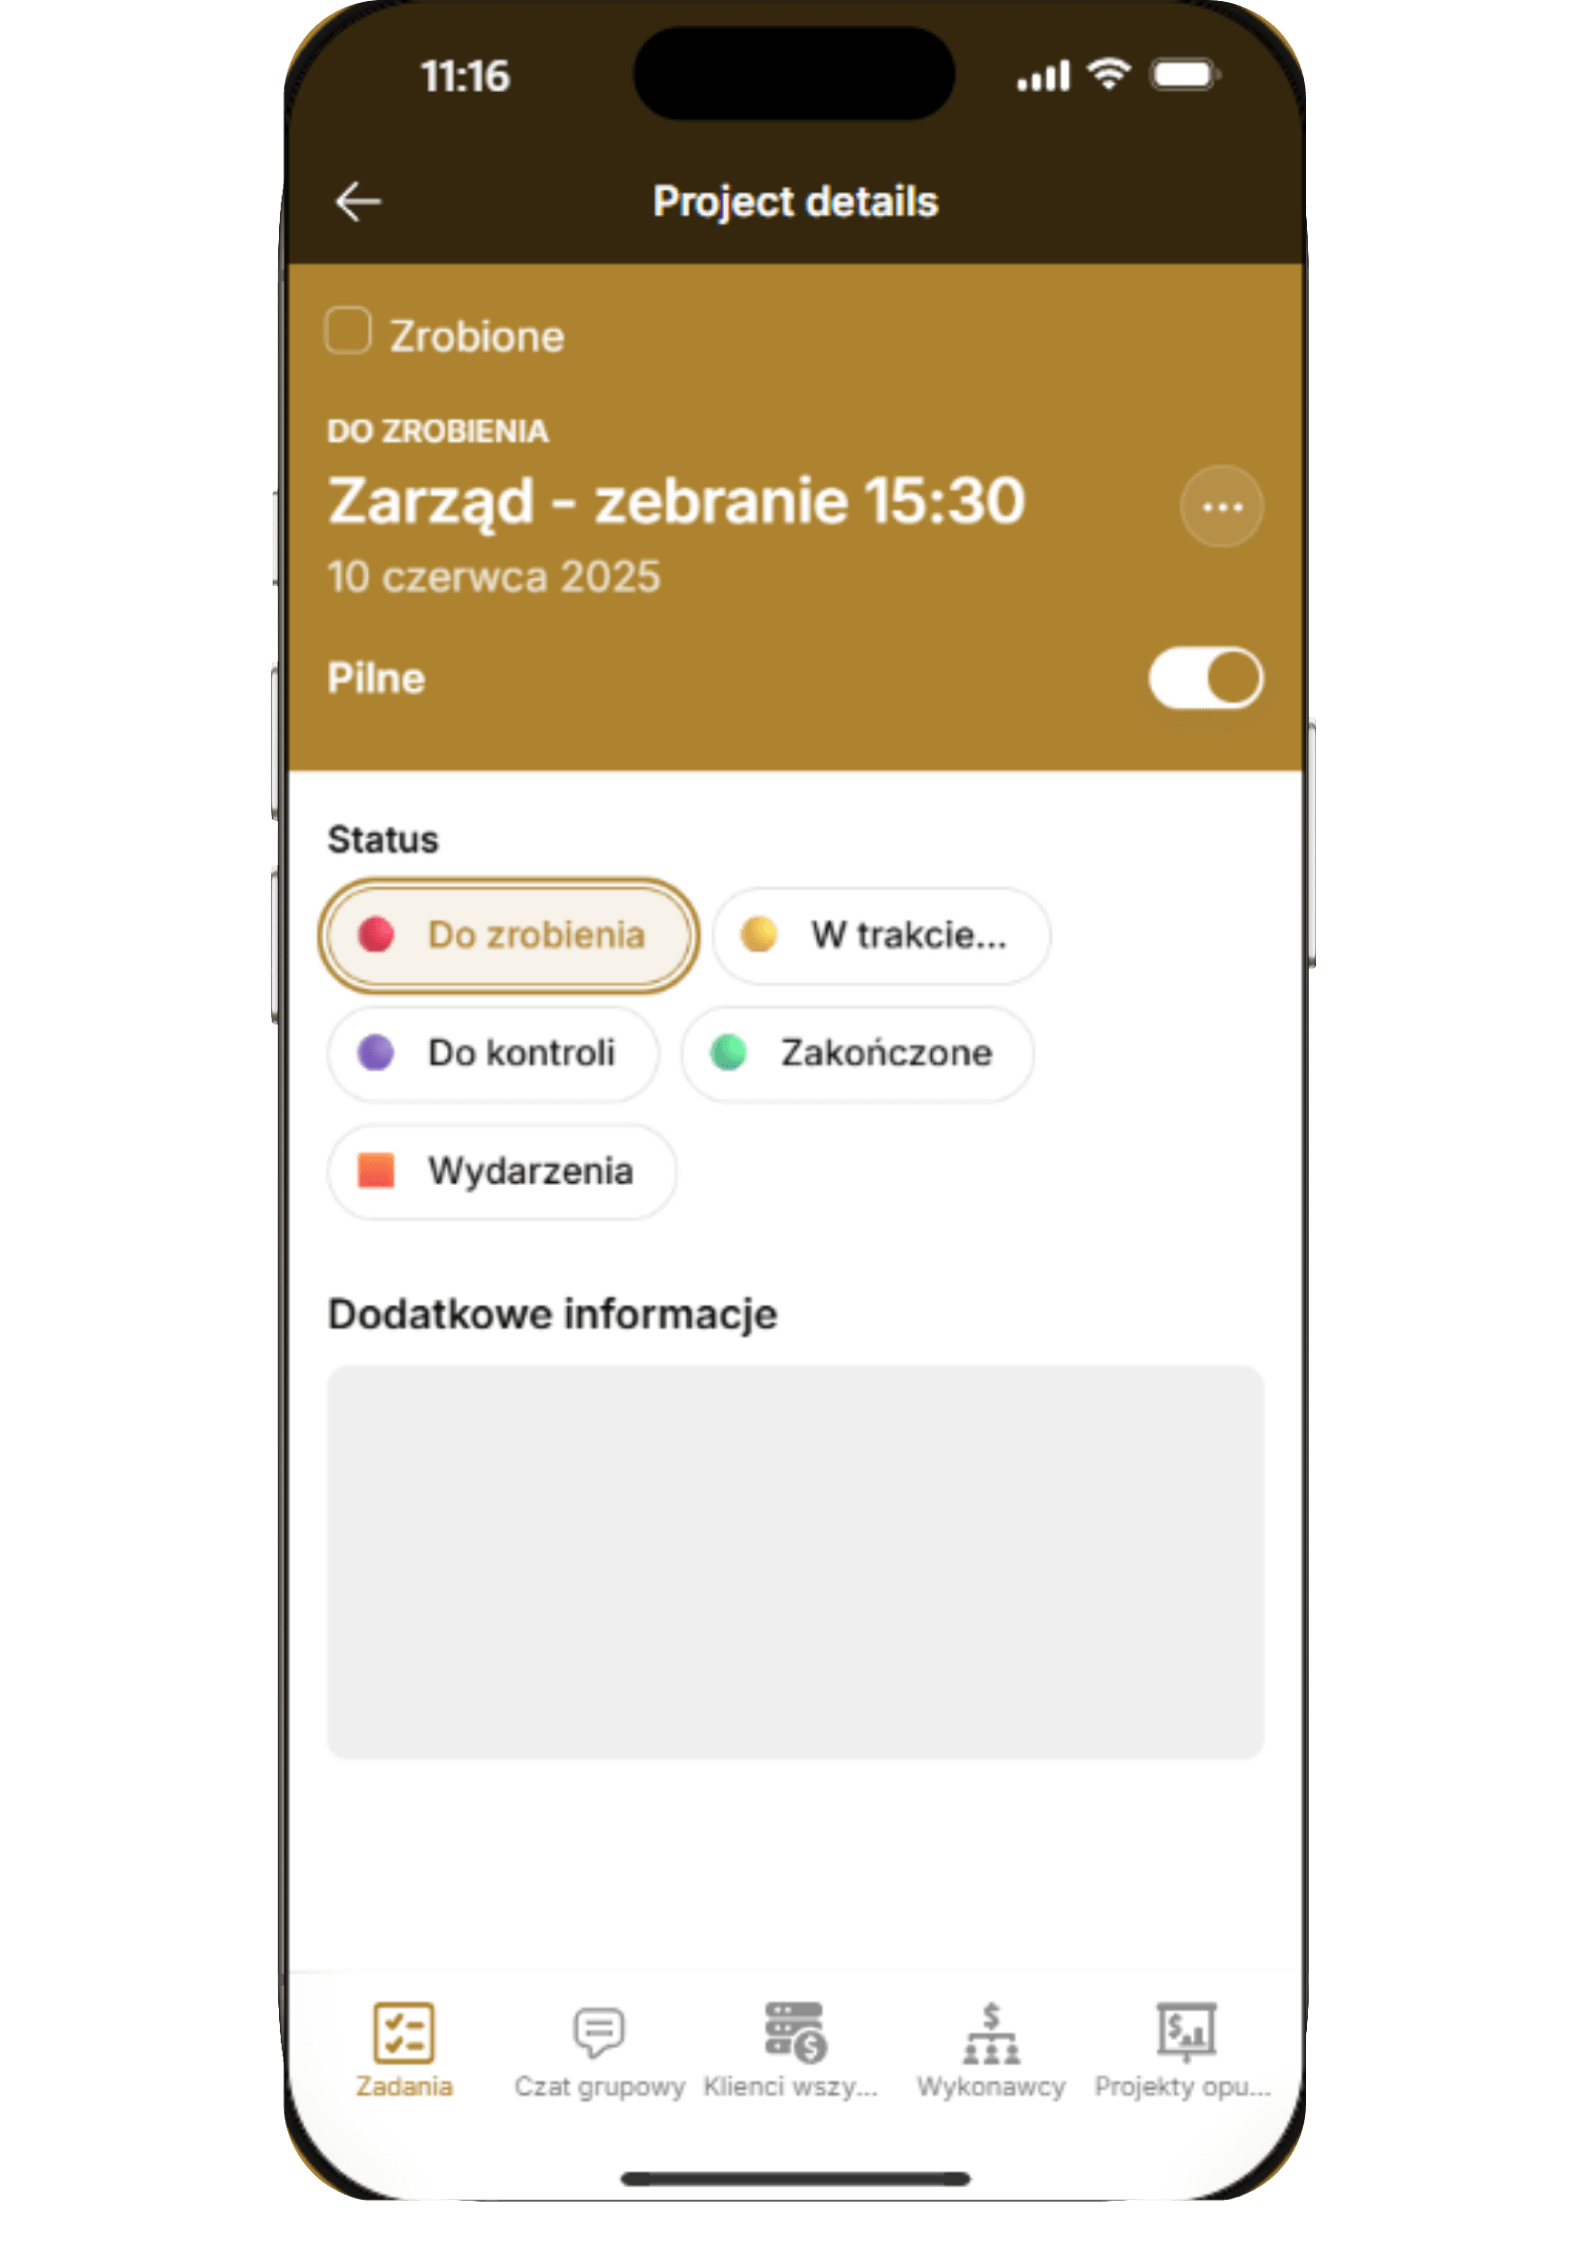 11:16
Project details
Zrobione
DO ZROBIENIA
Zarząd - zebranie 15:30
10 czerwca 2025
Pilne
Status
Do zrobienia
W trakcie...
Do kontroli
Zakończone
Wydarzenia
Dodatkowe informacje
Zadania
Czat grupowy
Klienci wszy...
Wykonawcy
Projekty opu...